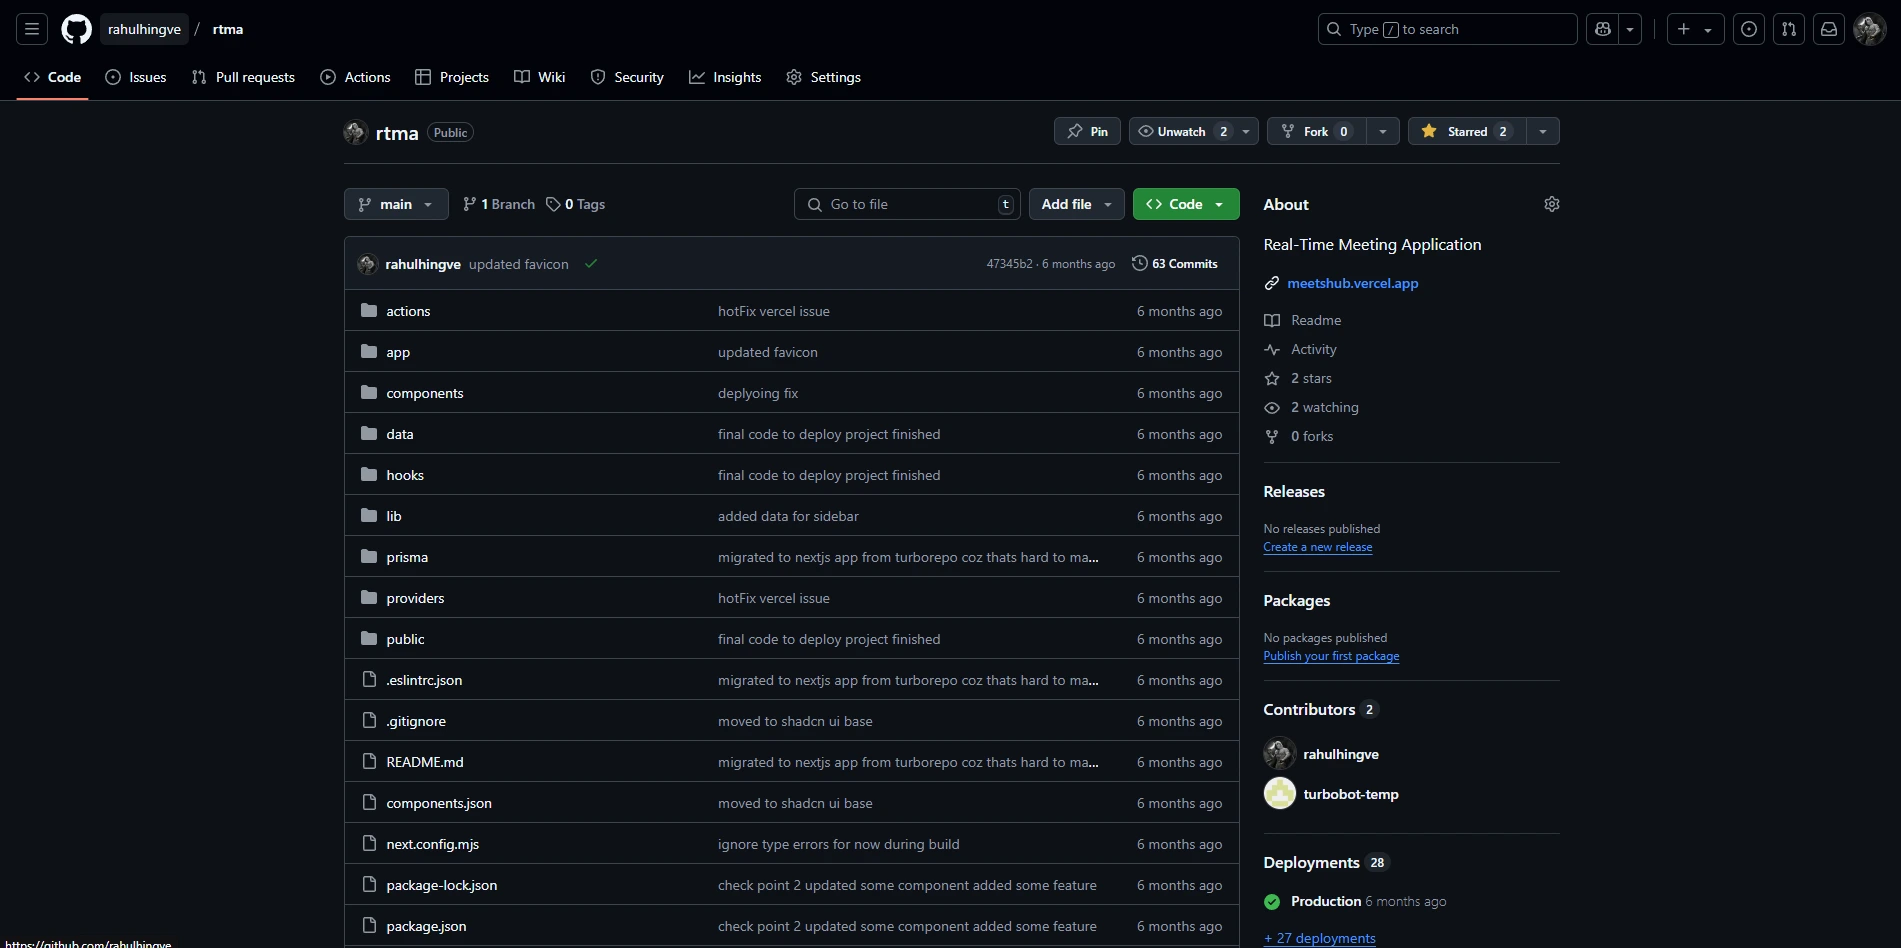 rahulhingve / rtma
Type / to search
Code Issues Pull requests Actions Projects Wiki Security Insights Settings
rtma Public
Pin Unwatch 2 Fork 0 Starred 2
main 1 Branch 0 Tags
Go to file t Add file Code
rahulhingve updated favicon 47345b2 · 6 months ago 63 Commits
actions hotFix vercel issue 6 months ago
app updated favicon 6 months ago
components deplyoing fix 6 months ago
data final code to deploy project finished 6 months ago
hooks final code to deploy project finished 6 months ago
lib added data for sidebar 6 months ago
prisma migrated to nextjs app from turborepo coz thats hard to ma... 6 months ago
providers hotFix vercel issue 6 months ago
public final code to deploy project finished 6 months ago
.eslintrc.json migrated to nextjs app from turborepo coz thats hard to ma... 6 months ago
.gitignore moved to shadcn ui base 6 months ago
README.md migrated to nextjs app from turborepo coz thats hard to ma... 6 months ago
components.json moved to shadcn ui base 6 months ago
next.config.mjs ignore type errors for now during build 6 months ago
package-lock.json check point 2 updated some component added some feature 6 months ago
package.json check point 2 updated some component added some feature 6 months ago
About
Real-Time Meeting Application
meetshub.vercel.app
Readme
Activity
2 stars
2 watching
0 forks
Releases
No releases published
Create a new release
Packages
No packages published
Publish your first package
Contributors 2
rahulhingve
turbobot-temp
Deployments 28
Production 6 months ago
+ 27 deployments
https://github.com/rahulhingve